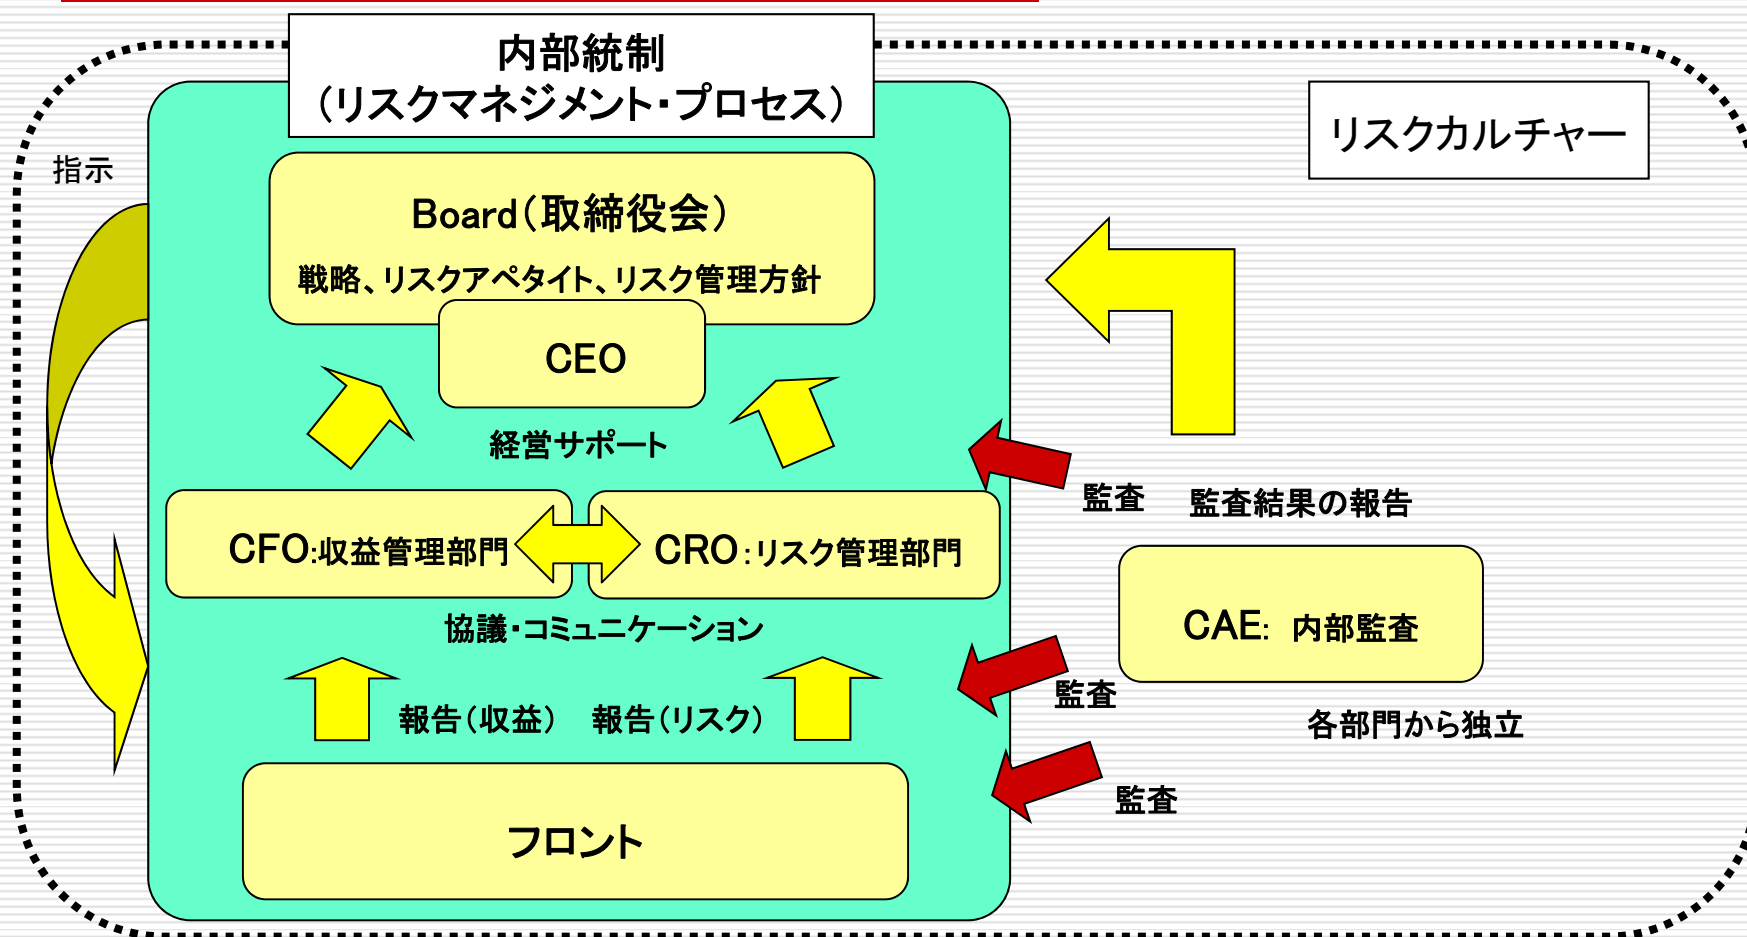 内部統制
（リスクマネジメント・プロセス）
リスクカルチャー
指示
Board（取締役会）
戦略、リスクアペタイト、リスク管理方針
CEO
経営サポート
監査
監査結果の報告
CFO:収益管理部門
CRO：リスク管理部門
協議・コミュニケーション
CAE： 内部監査
監査
報告（収益）
報告（リスク）
各部門から独立
監査
フロント